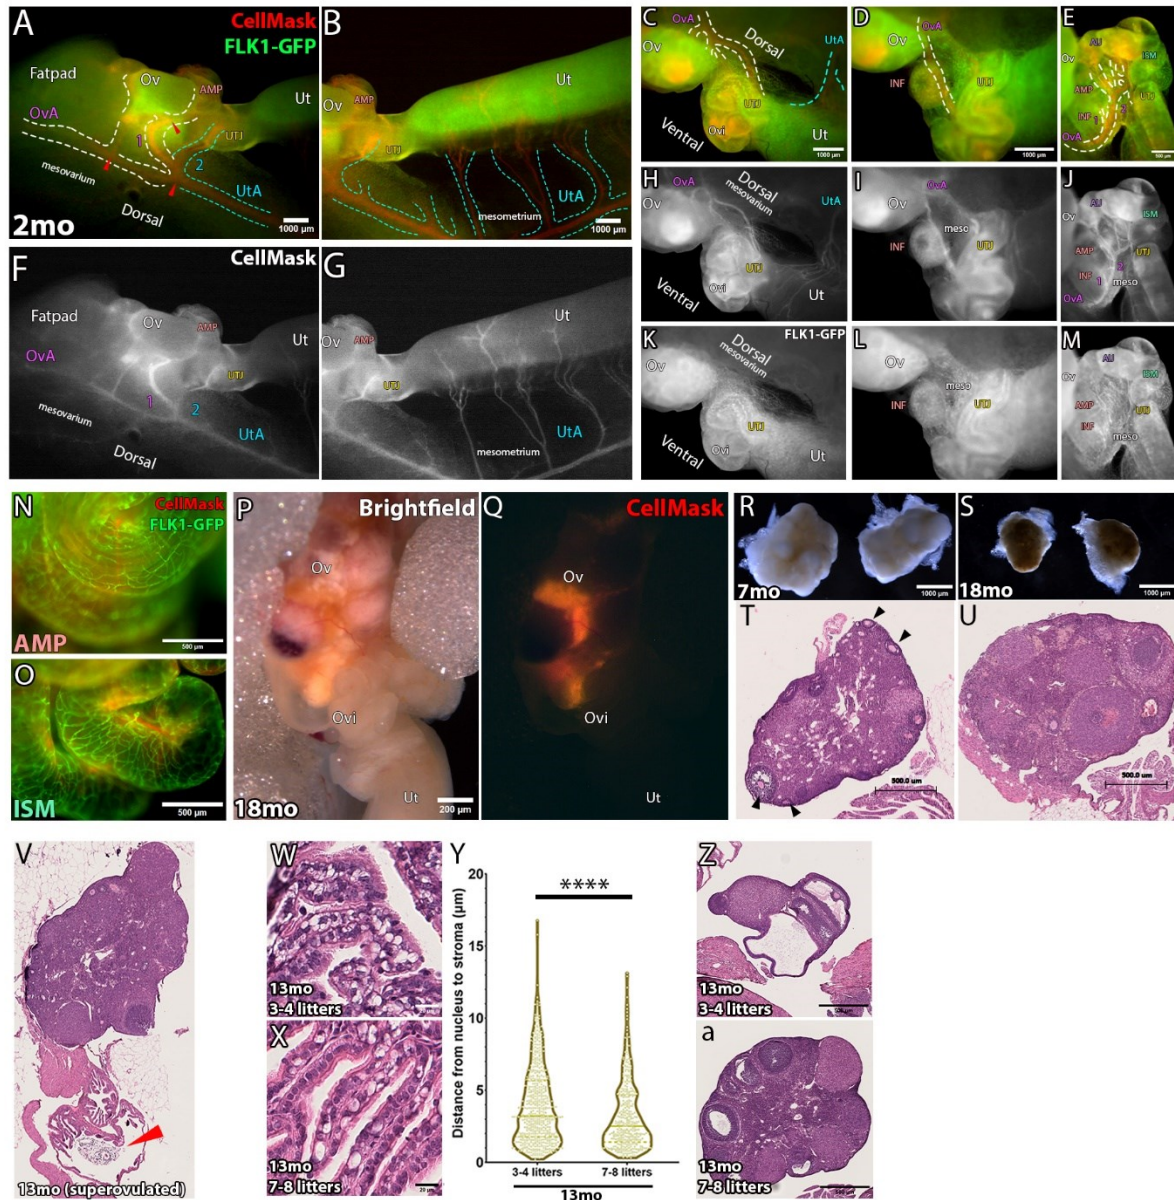 A
CellMask
FLK1-GFP
Fatpad
Ov
AMP
Ut
OvA
1
UTJ
2
mesovarium
UtA
Dorsal
2mo
1000 µm
B
Ov
AMP
Ut
UTJ
UtA
mesometrium
1000 µm
C
OvA
Ov
Dorsal
UtA
UTJ
Ovi
Ventral
Ut
1000 µm
D
OvA
Ov
INF
UTJ
1000 µm
E
AU
Ov
ISM
AMP
UTJ
2
INF
1
OvA
F
CellMask
Fatpad
Ov
AMP
Ut
OvA
UTJ
1
2
mesovarium
UtA
Dorsal
G
Ov
AMP
Ut
UTJ
UtA
mesometrium
H
OvA
Ov
Dorsal
mesovarium
UtA
UTJ
Ovi
Ventral
Ut
I
OvA
Ov
INF
meso
UTJ
J
AU
Ov
ISM
AMP
UTJ
2
INF
1
meso
OvA
K
FLK1-GFP
Ov
Dorsal
mesovarium
UTJ
Ovi
Ventral
Ut
L
Ov
INF
meso
UTJ
M
AU
Ov
ISM
AMP
UTJ
INF
meso
N
CellMask
FLK1-GFP
500 µm
AMP
O
ISM
500 µm
P
Brightfield
Ov
Ovi
18mo
Ut
200 µm
Q
CellMask
Ov
Ovi
Ut
R
7mo
1000 µm
S
18mo
1000 µm
T
500.0 µm
U
500.0 µm
V
13mo (superovulated)
W
13mo
3-4 litters
X
13mo
7-8 litters
20 µm
Y
****
Distance from nucleus to stroma (µm)
20
15
10
5
0
3-4 litters
7-8 litters
13mo
Z
13mo
3-4 litters
a
13mo
7-8 litters